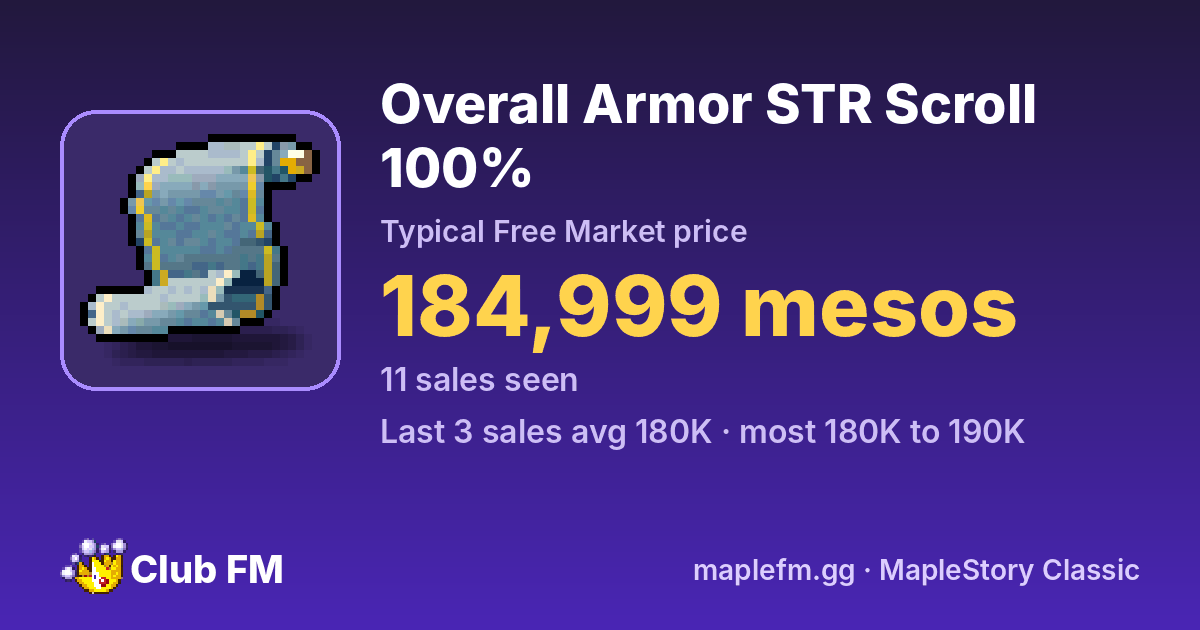 Overall Armor STR Scroll
100%
Typical Free Market price
184,999 mesos
11 sales seen
Last 3 sales avg 180K · most 180K to 190K
Club FM
maplefm.gg · MapleStory Classic